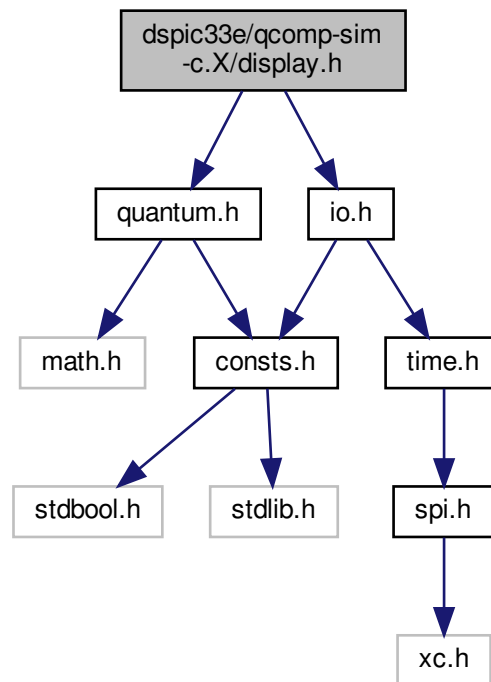 dspic33e/qcomp-sim
-c.X/display.h
quantum.h
io.h
math.h
consts.h
time.h
stdbool.h
stdlib.h
spi.h
xc.h